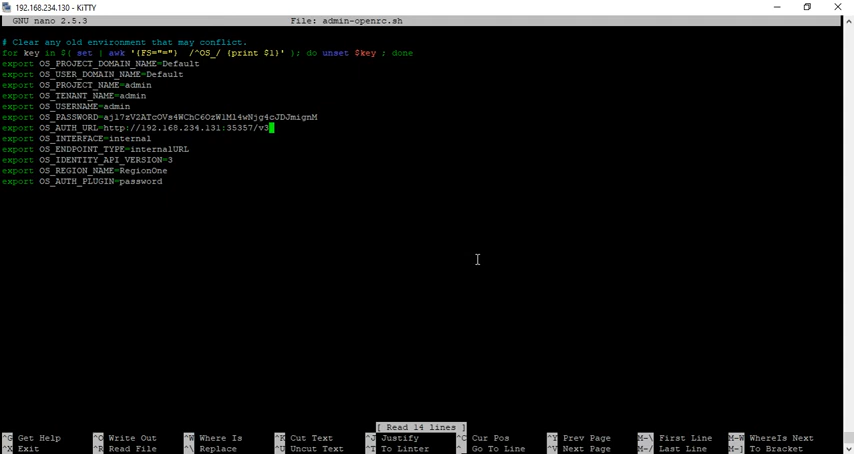 192.168.234.130 - KiTTY
GNU nano 2.5.3 File: admin-openrc.sh
# Clear any old environment that may conflict.
for key in $( set | awk '{FS="="} /^OS_/ {print $1}' ); do unset $key ; done
export OS_PROJECT_DOMAIN_NAME=Default
export OS_USER_DOMAIN_NAME=Default
export OS_PROJECT_NAME=admin
export OS_TENANT_NAME=admin
export OS_USERNAME=admin
export OS_PASSWORD=aj17zV2ATcOVs4WChC6OzWlMl4wNjg4cJDJmignM
export OS_AUTH_URL=http://192.168.234.131:35357/v3
export OS_INTERFACE=internal
export OS_ENDPOINT_TYPE=internalURL
export OS_IDENTITY_API_VERSION=3
export OS_REGION_NAME=RegionOne
export OS_AUTH_PLUGIN=password
[ Read 14 lines ]
^G Get Help ^O Write Out ^W Where Is ^K Cut Text ^J Justify ^C Cur Pos ^Y Prev Page M-\ First Line M-W WhereIs Next
^X Exit ^R Read File ^\ Replace ^U Uncut Text ^T To Linter ^_ Go To Line ^V Next Page M-/ Last Line M-] To Bracket